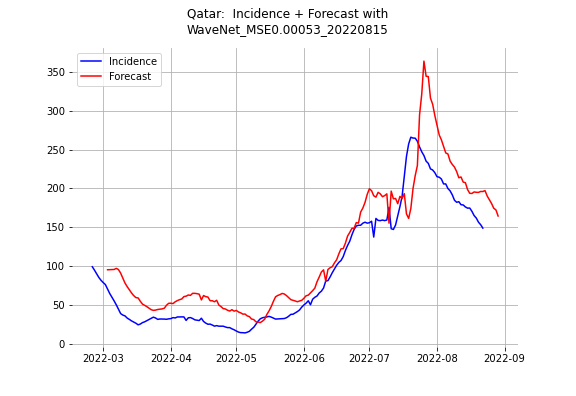 Qatar:  Incidence + Forecast with
WaveNet_MSE0.00053_20220815
Incidence
Forecast
350
300
250
200
150
100
50
0
2022-03 2022-04 2022-05 2022-06 2022-07 2022-08 2022-09